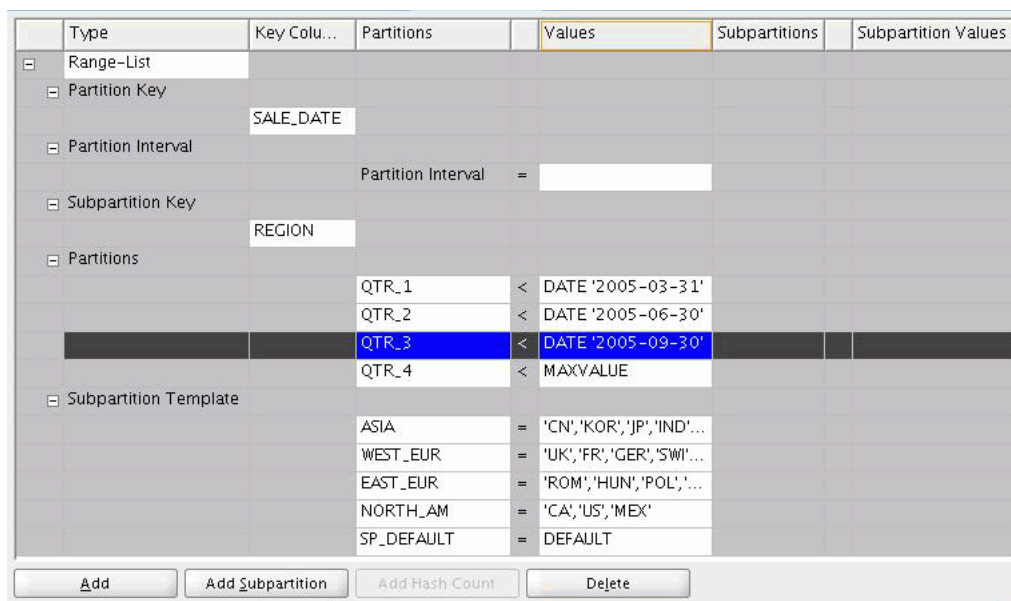 Type Key Colu... Partitions Values Subpartitions Subpartition Values
Range-List
Partition Key
SALE_DATE
Partition Interval
Partition Interval =
Subpartition Key
REGION
Partitions
QTR_1 < DATE '2005-03-31'
QTR_2 < DATE '2005-06-30'
QTR_3 < DATE '2005-09-30'
QTR_4 < MAXVALUE
Subpartition Template
ASIA = 'CN','KOR','JP','IND'...
WEST_EUR = 'UK','FR','GER','SWI'...
EAST_EUR = 'ROM','HUN','POL','...
NORTH_AM = 'CA','US','MEX'
SP_DEFAULT = DEFAULT
Add Add Subpartition Add Hash Count Delete